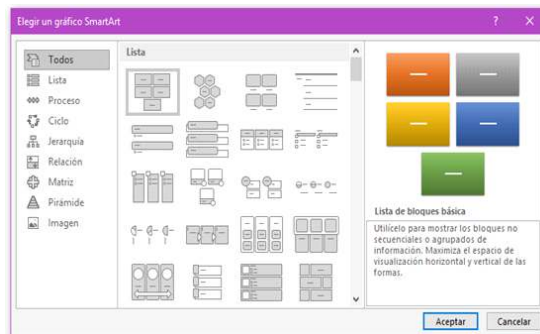 Elegir un gráfico SmartArt
Todos
Lista
Proceso
Ciclo
Jerarquía
Relación
Matriz
Pirámide
Imagen
Lista
Lista de bloques básica
Utilícelo para mostrar los bloques no
secuenciales o agrupados de
información. Maximiza el espacio de
visualización horizontal y vertical de las
formas.
Aceptar
Cancelar